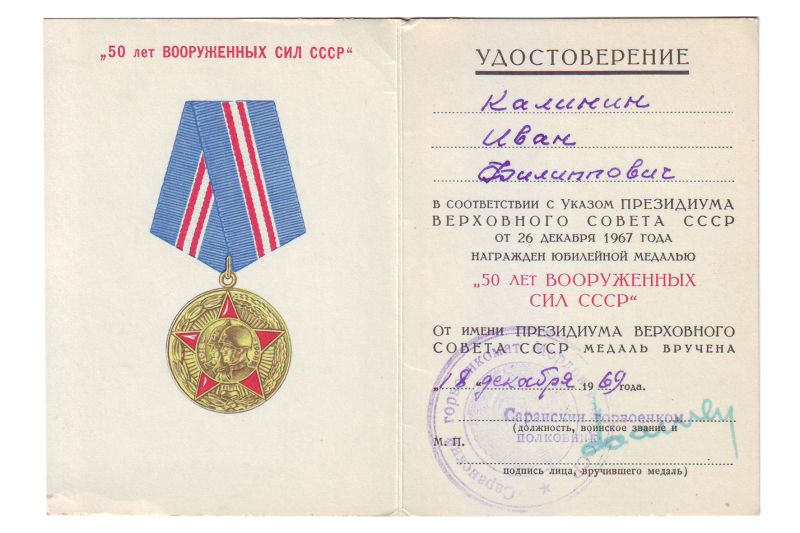 „50 лет ВООРУЖЕННЫХ СИЛ СССР“
УДОСТОВЕРЕНИЕ
Калинин
Иван
Филиппович
В СООТВЕТСТВИИ С УКАЗОМ ПРЕЗИДИУМА
ВЕРХОВНОГО СОВЕТА СССР
ОТ 26 ДЕКАБРЯ 1967 ГОДА
НАГРАЖДЕН ЮБИЛЕЙНОЙ МЕДАЛЬЮ
„50 ЛЕТ ВООРУЖЕННЫХ
СИЛ СССР“
ОТ ИМЕНИ ПРЕЗИДИУМА ВЕРХОВНОГО
СОВЕТА СССР МЕДАЛЬ ВРУЧЕНА
„18“ декабря 1969 года.
Саранский горвоенком
(должность, воинское звание и
полковник
М. П.
подпись лица, вручившего медаль)